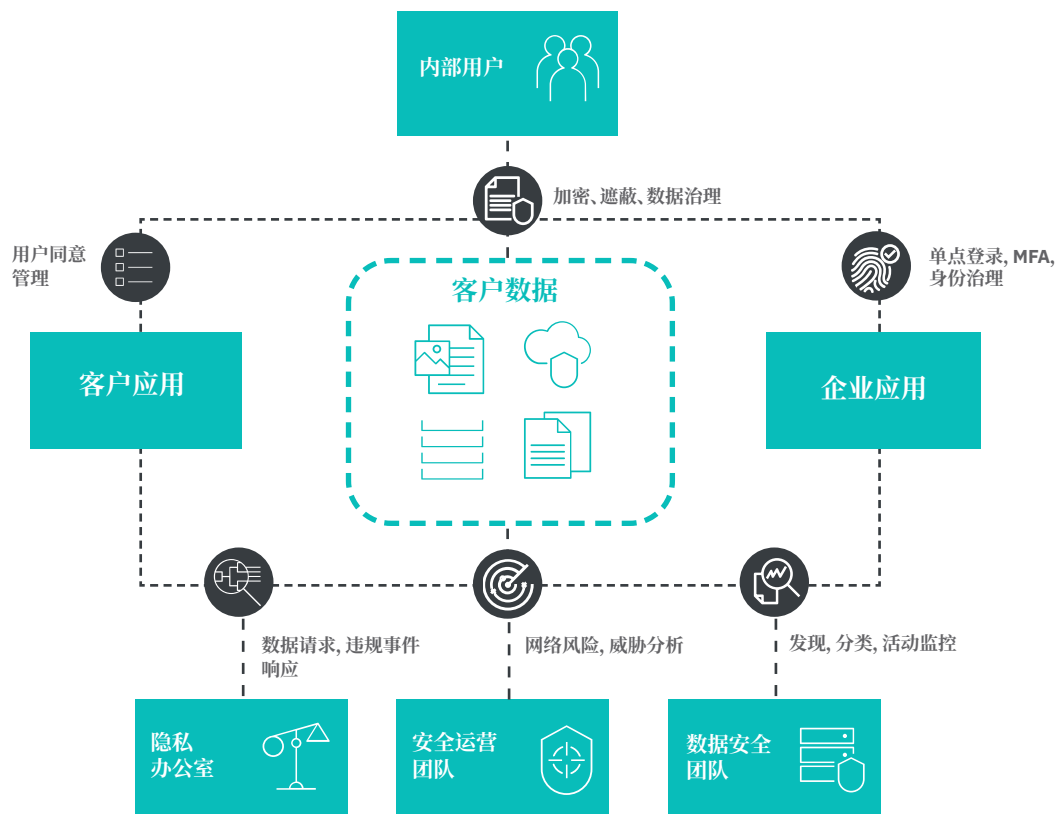 内部用户
加密、遮蔽、数据治理
用户同意
管理
单点登录, MFA,
身份治理
客户数据
客户应用
企业应用
数据请求, 违规事件
响应
网络风险, 威胁分析
发现, 分类, 活动监控
隐私
办公室
安全运营
团队
数据安全
团队